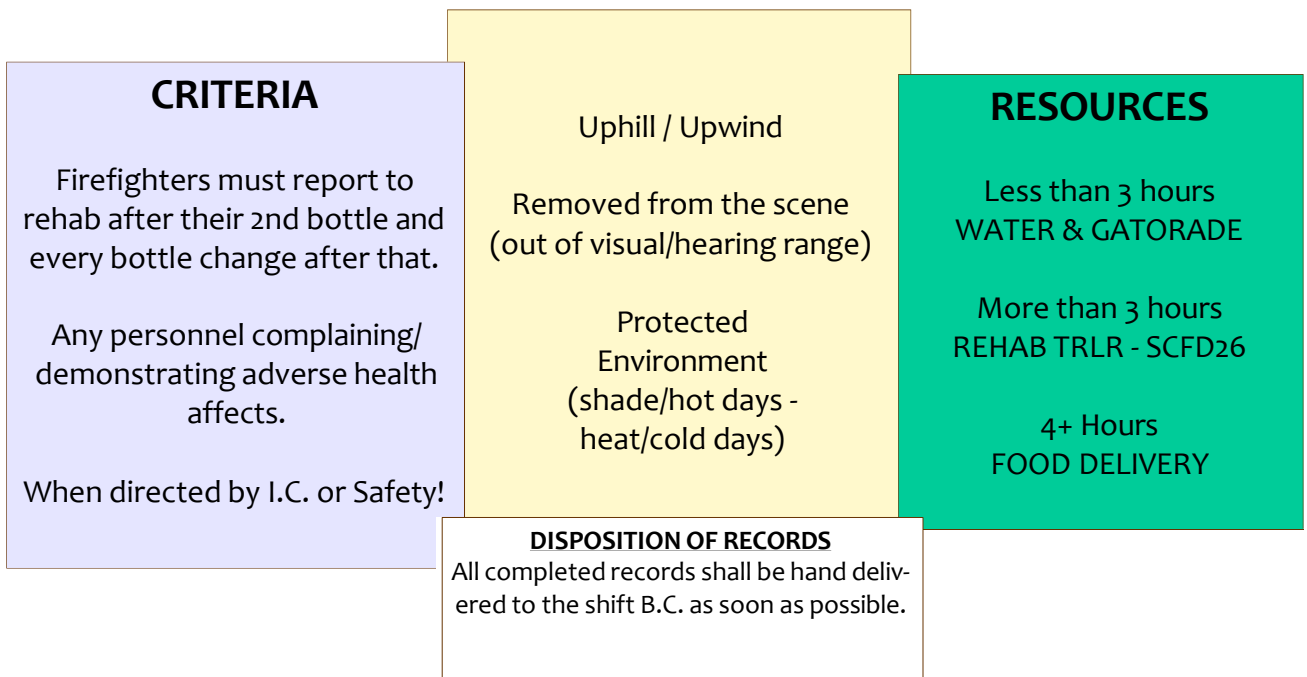 CRITERIA
Firefighters must report to
rehab after their 2nd bottle and
every bottle change after that.
Any personnel complaining/
demonstrating adverse health
affects.
When directed by I.C. or Safety!
Uphill / Upwind
Removed from the scene
(out of visual/hearing range)
Protected
Environment
(shade/hot days -
heat/cold days)
RESOURCES
Less than 3 hours
WATER & GATORADE
More than 3 hours
REHAB TRLR - SCFD26
4+ Hours
FOOD DELIVERY
DISPOSITION OF RECORDS
All completed records shall be hand deliv-
ered to the shift B.C. as soon as possible.